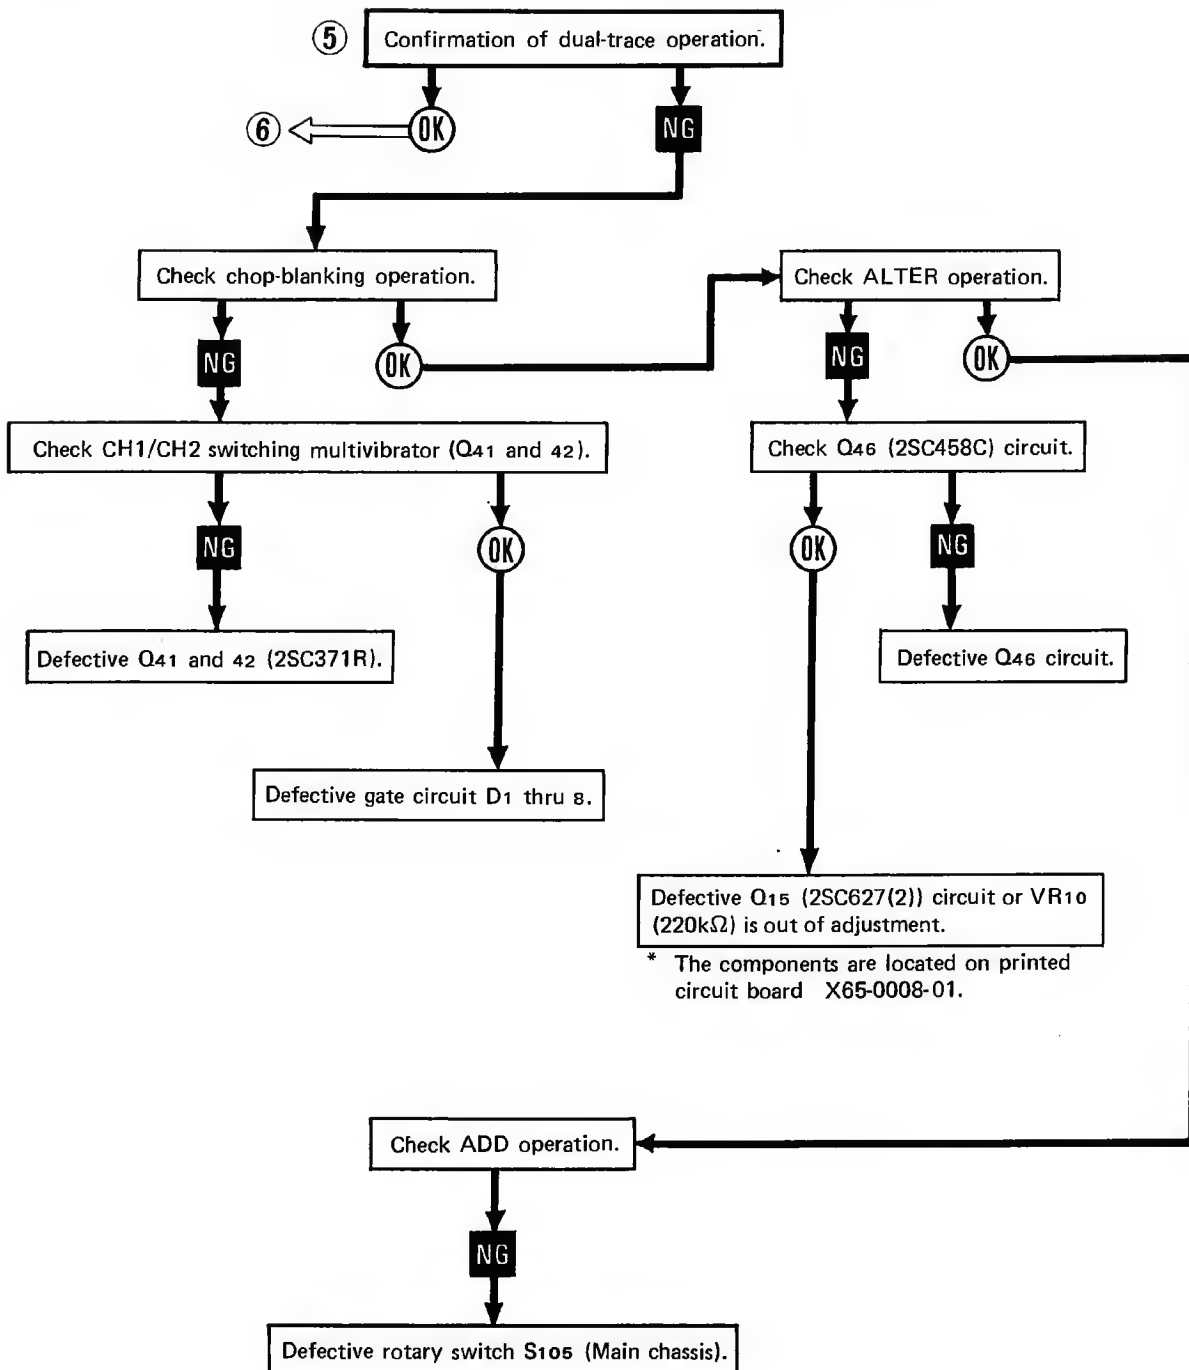 ⑤ Confirmation of dual-trace operation.
⑥ OK NG
Check chop-blanking operation.
Check ALTER operation.
NG OK
NG OK
Check CH1/CH2 switching multivibrator (Q41 and 42).
Check Q46 (2SC458C) circuit.
NG OK
OK NG
Defective Q41 and 42 (2SC371R).
Defective Q46 circuit.
Defective gate circuit D1 thru 8.
Defective Q15 (2SC627(2)) circuit or VR10
(220kΩ) is out of adjustment.
* The components are located on printed
circuit board X65-0008-01.
Check ADD operation.
NG
Defective rotary switch S105 (Main chassis).